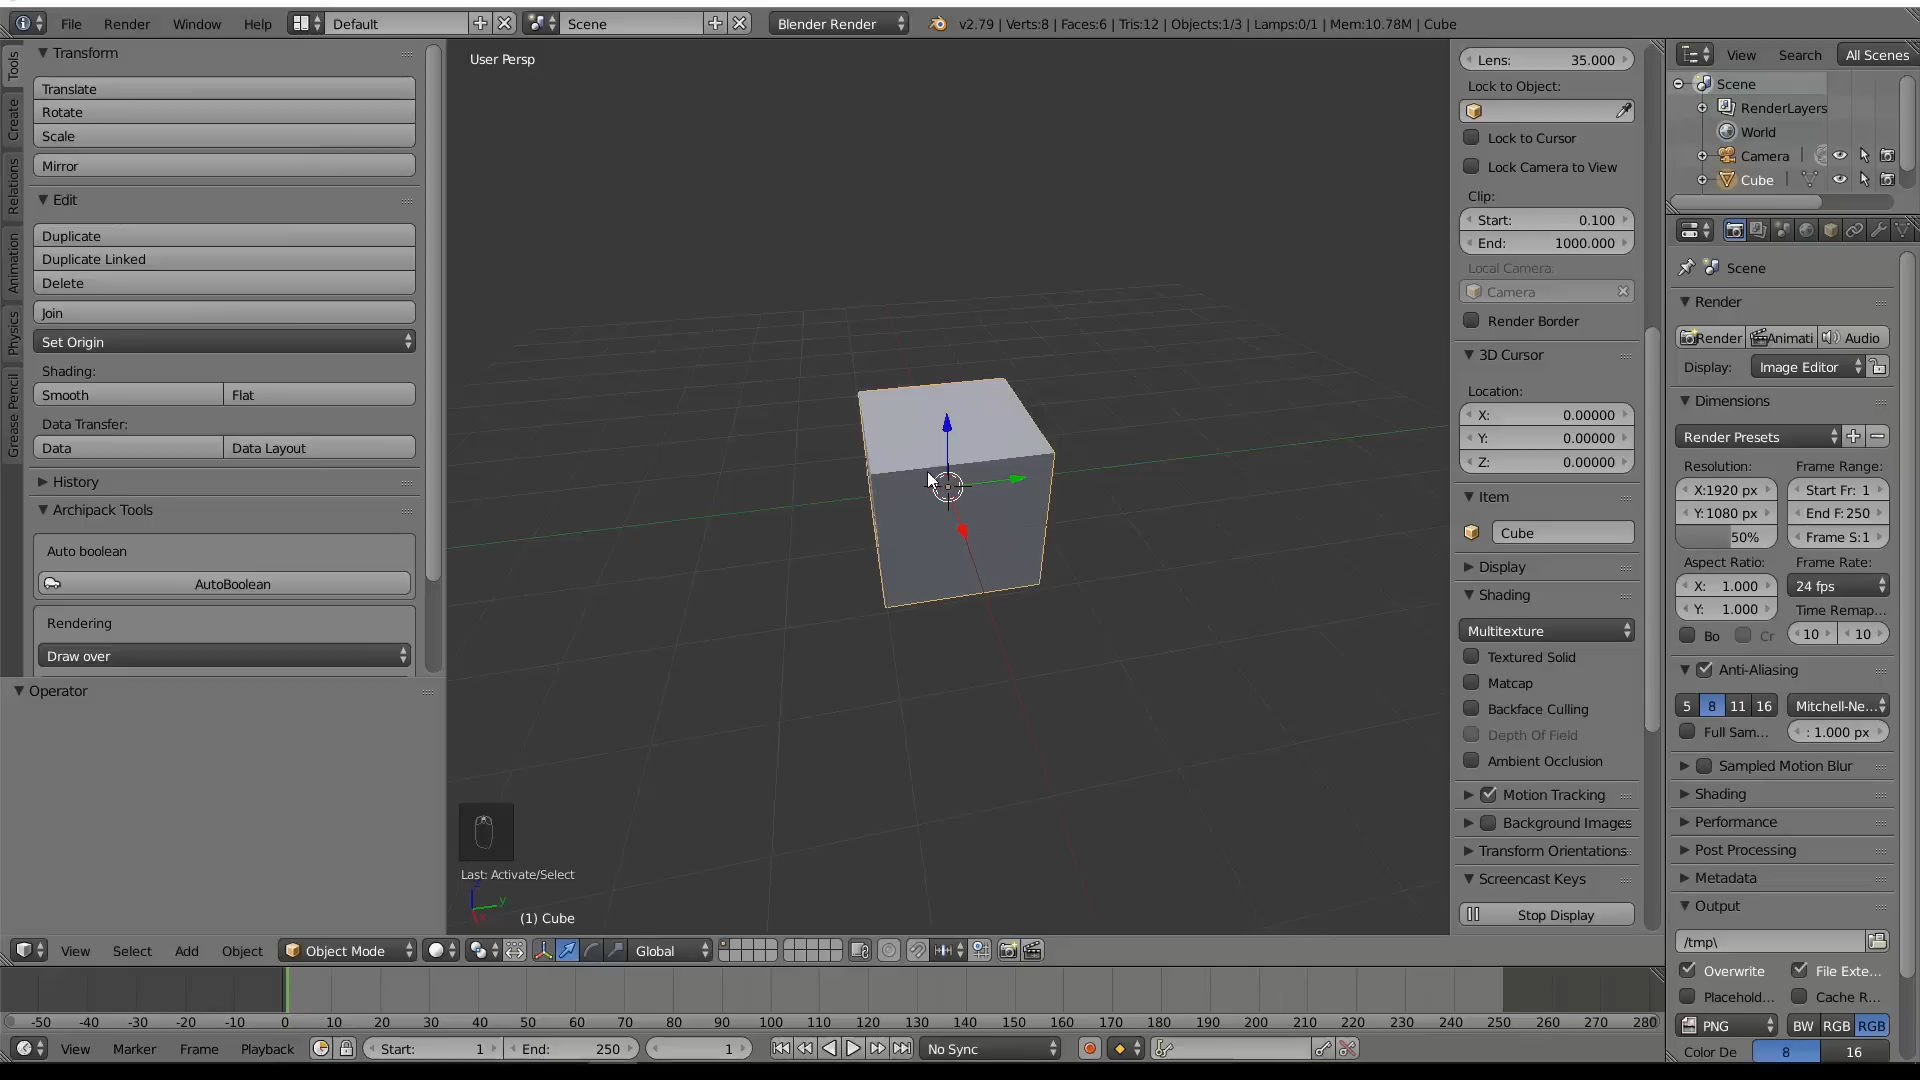 File Render Window Help Default Scene Blender Render v2.79 | Verts:8 | Faces:6 | Tris:12 | Objects:1/3 | Lamps:0/1 | Mem:10.78M | Cube
Tools
Create
Relations
Animation
Physics
Grease Pencil
Transform
Translate
Rotate
Scale
Mirror
Edit
Duplicate
Duplicate Linked
Delete
Join
Set Origin
Shading:
Smooth Flat
Data Transfer:
Data Data Layout
History
Archipack Tools
Auto boolean
AutoBoolean
Rendering
Draw over
Operator
User Persp
Last: Activate/Select
z
y
x
(1) Cube
Lens: 35.000
Lock to Object:
Lock to Cursor
Lock Camera to View
Clip:
Start: 0.100
End: 1000.000
Local Camera:
Camera
Render Border
3D Cursor
Location:
X: 0.00000
Y: 0.00000
Z: 0.00000
Item
Cube
Display
Shading
Multitexture
Textured Solid
Matcap
Backface Culling
Depth Of Field
Ambient Occlusion
Motion Tracking
Background Images
Transform Orientations
Screencast Keys
Stop Display
View Search All Scenes
Scene
RenderLayers
World
Camera
Cube
Scene
Render
Render Animati Audio
Display: Image Editor
Dimensions
Render Presets
Resolution: Frame Range:
X:1920 px Start Fr: 1
Y:1080 px End F:250
50% Frame S:1
Aspect Ratio: Frame Rate:
X: 1.000 24 fps
Y: 1.000 Time Remap...
Bo Cr 10 10
Anti-Aliasing
5 8 11 16 Mitchell-Ne...
Full Sam... : 1.000 px
Sampled Motion Blur
Shading
Performance
Post Processing
Metadata
Output
/tmp\
Overwrite File Exte...
Placehold... Cache R...
PNG BW RGB RGB
Color De 8 16
View Select Add Object Object Mode Global
-50 -40 -30 -20 -10 0 10 20 30 40 50 60 70 80 90 100 110 120 130 140 150 160 170 180 190 200 210 220 230 240 250 260 270 280
View Marker Frame Playback Start: 1 End: 250 1 No Sync